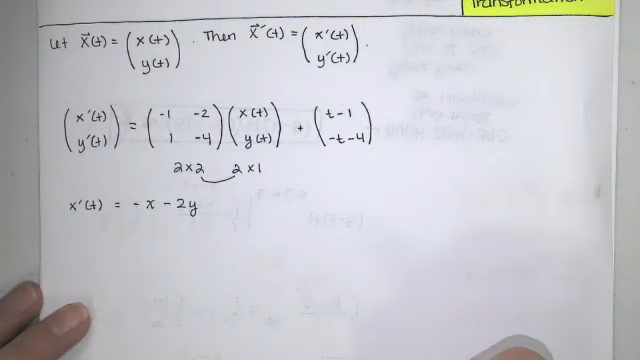 Transformation
Let X⃗(t) = (x(t) y(t)). Then X⃗'(t) = (x'(t) y'(t)).
(x'(t) y'(t)) = (-1 -2 1 -4)(x(t) y(t)) + (t-1 -t-4)
2×2 2×1
x'(t) = -x - 2y